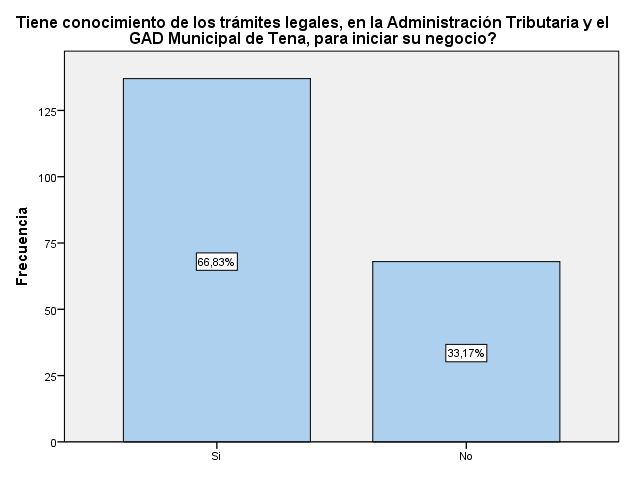 Tiene conocimiento de los trámites legales, en la Administración Tributaria y el
GAD Municipal de Tena, para iniciar su negocio?
Frecuencia
125
100
75
50
25
0
66,83%
33,17%
Si
No